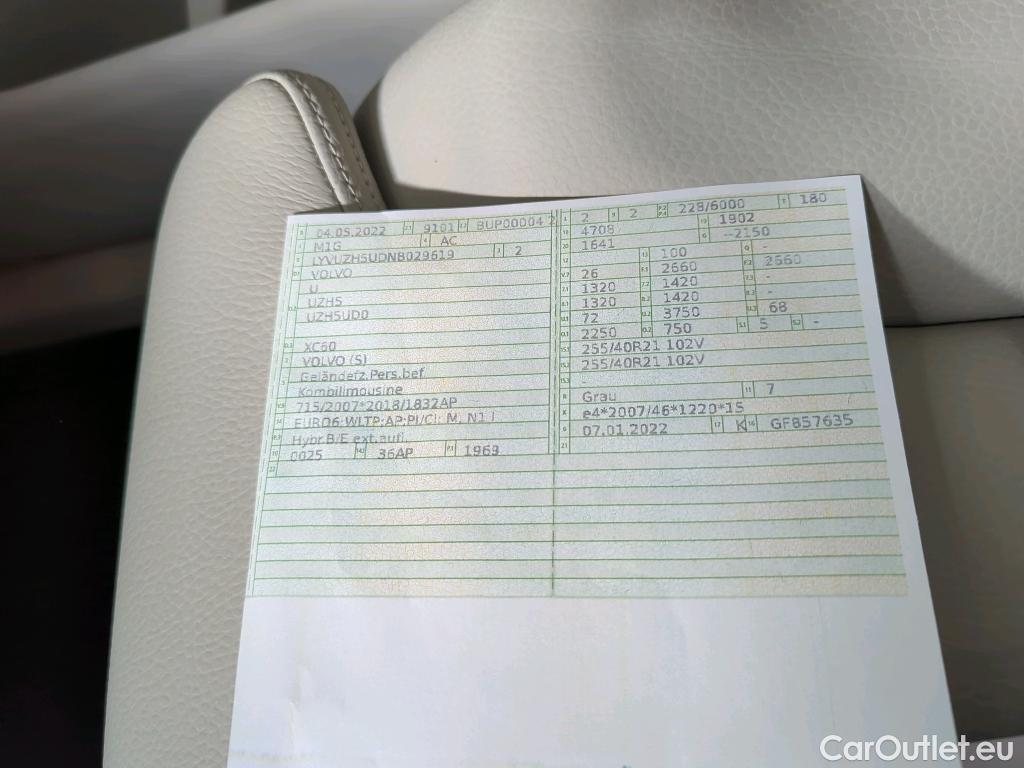 04.05.2022 9101 BUP00004 2
M1G AC
LYVUZH5UDNB029619 2
VOLVO
U
UZH5
UZH5UD0
XC60
VOLVO (S)
Geländefz.Pers.bef
Kombilimousine
715/2007*2018/1832AP
EURO6;WLTP;AP;PI/CI; M, N1 I
Hybr.B/E ext.aufl.
0025 36AP 1969
2 2 228/6000 180
4708 1902
1641 --2150
100 -
26 2660 2660
1320 1420 -
1320 1420 -
72 3750 68
2250 750 5 -
255/40R21 102V
255/40R21 102V
-
Grau 7
e4*2007/46*1220*15
07.01.2022 K GF857635
CarOutlet.eu